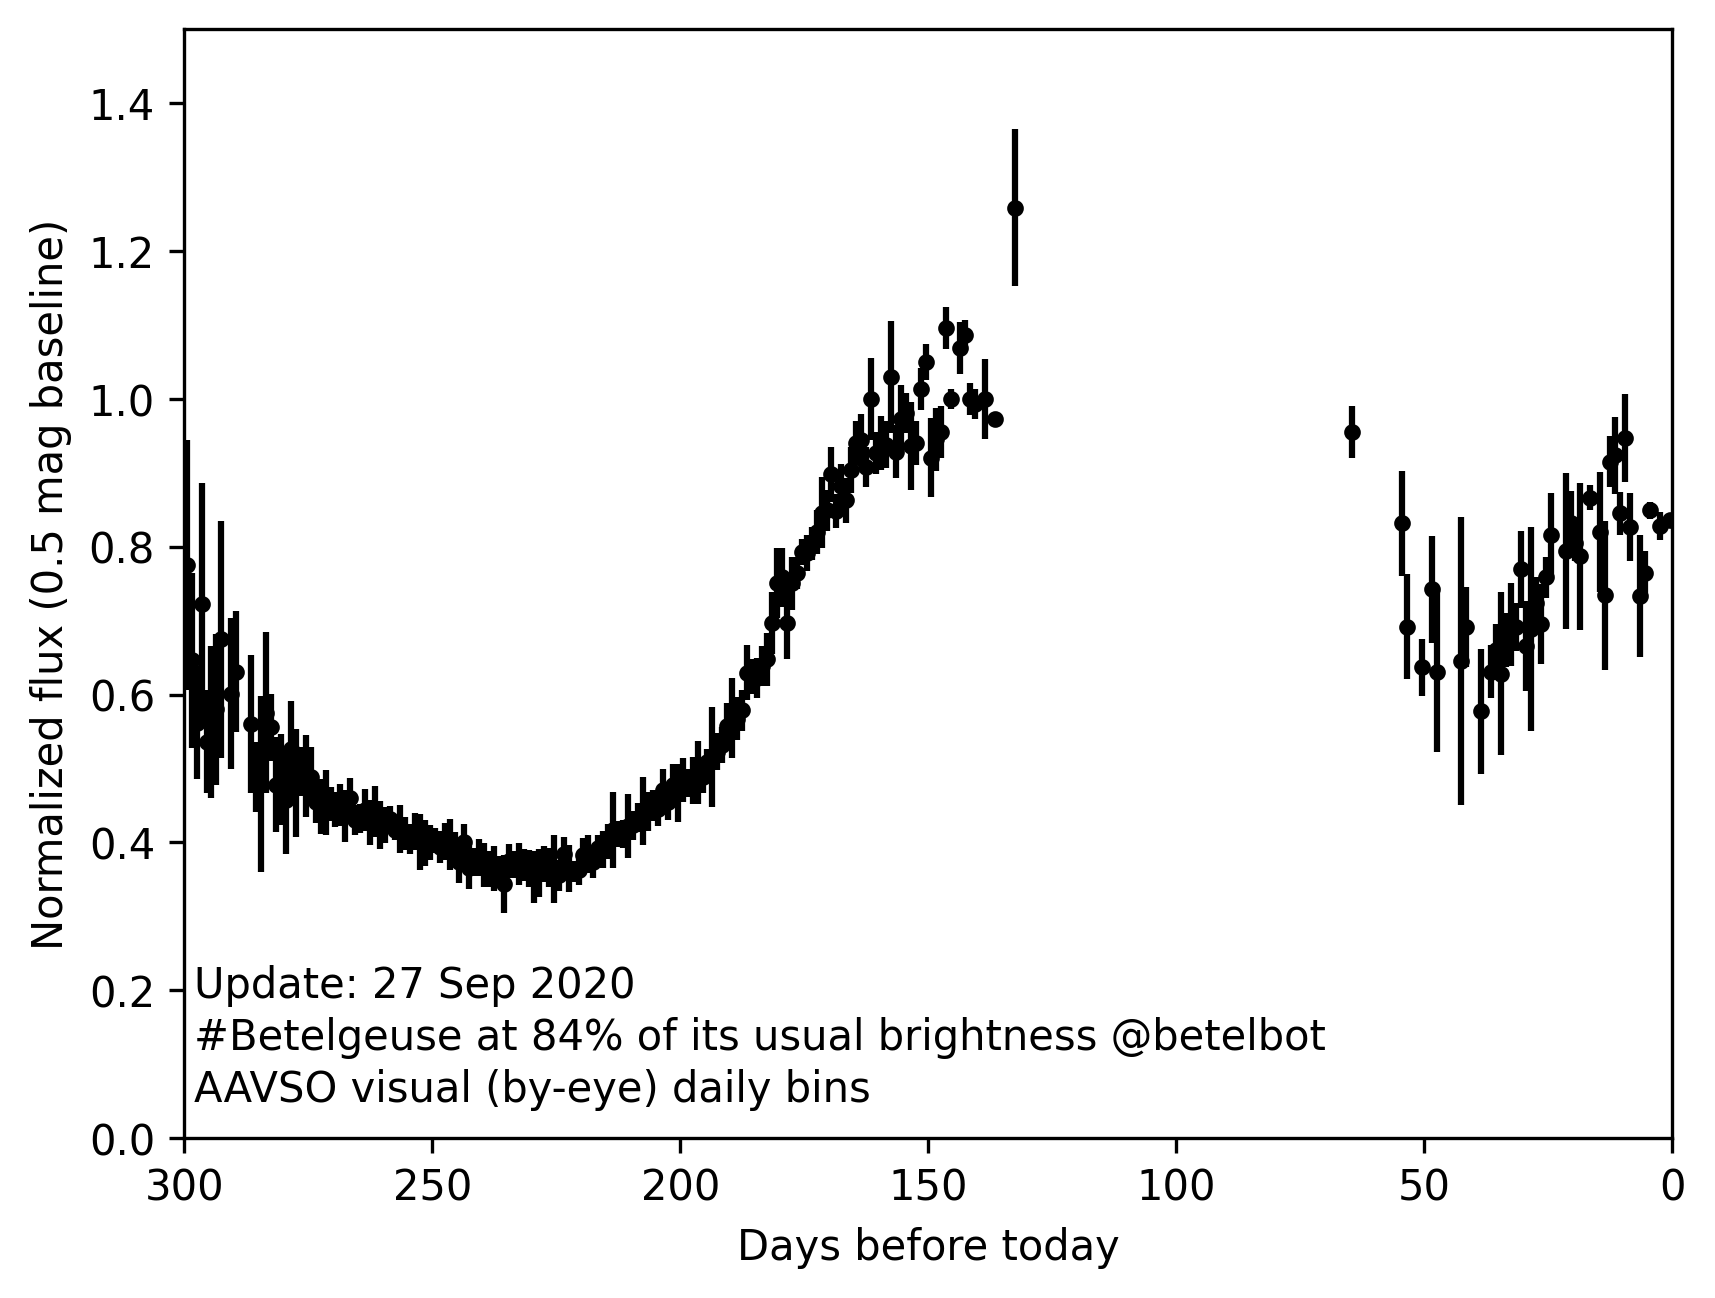 Normalized flux (0.5 mag baseline)
1.4
1.2
1.0
0.8
0.6
0.4
0.2
0.0
Update: 27 Sep 2020
#Betelgeuse at 84% of its usual brightness @betelbot
AAVSO visual (by-eye) daily bins
300 250 200 150 100 50 0
Days before today